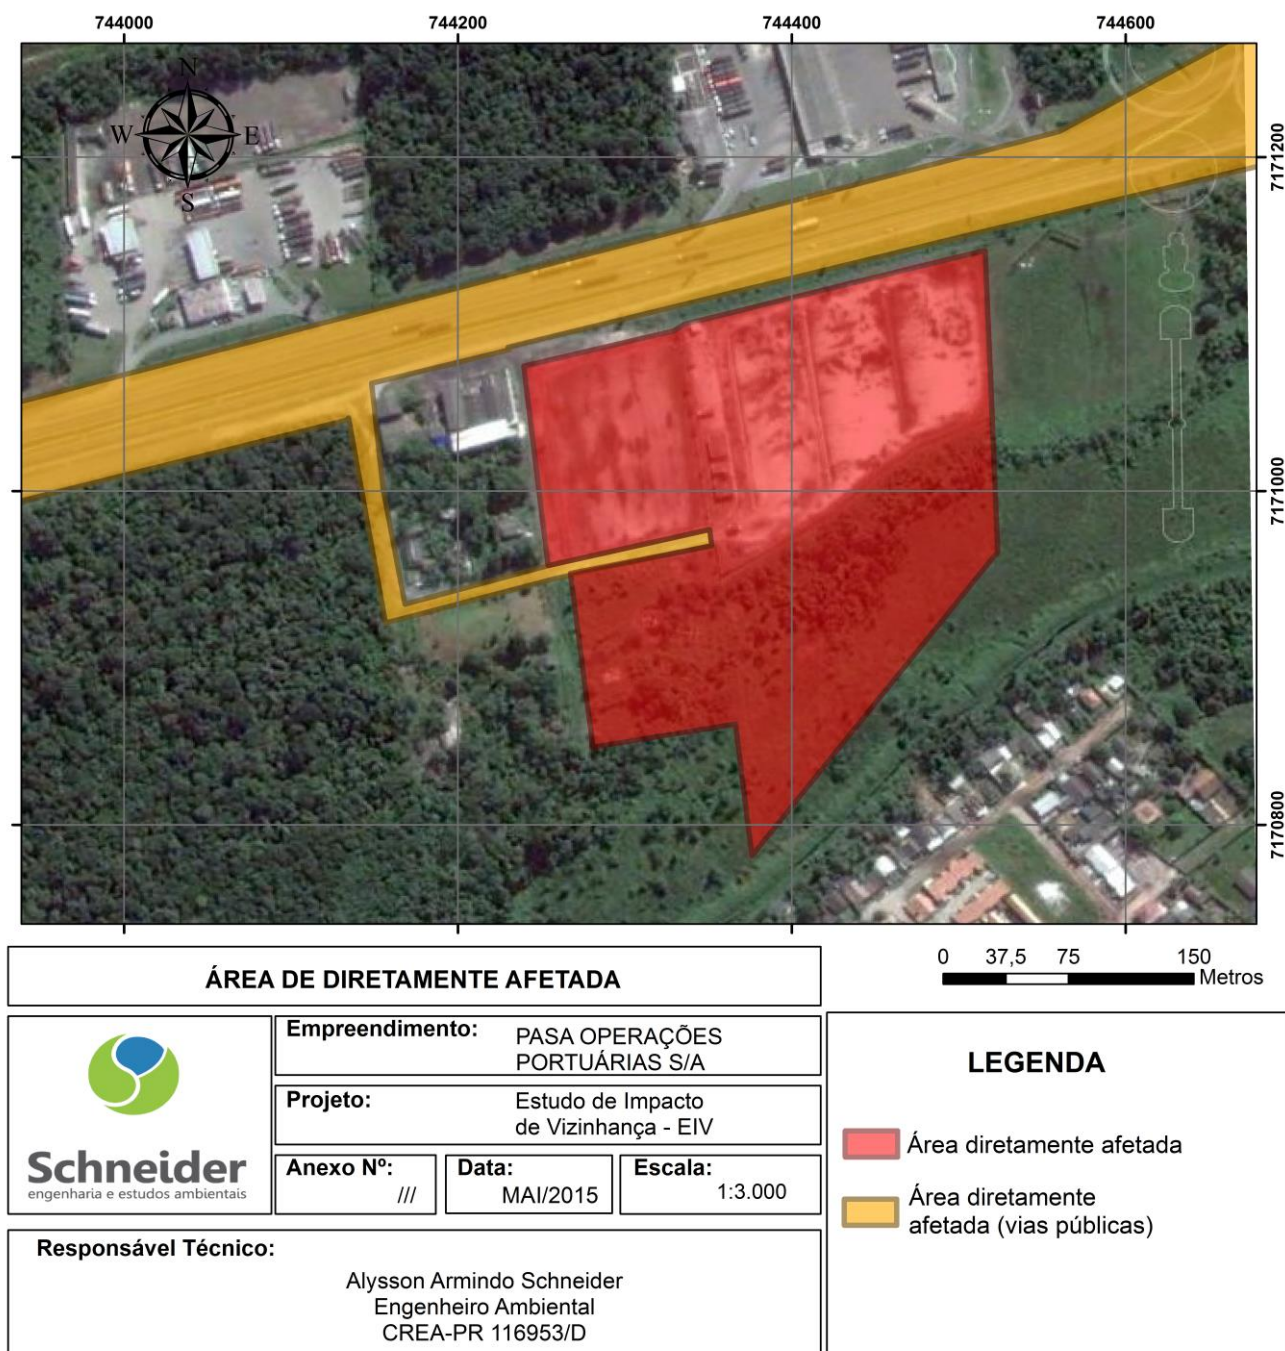 744000
744200
744400
744600
N
W
E
S
7171200
7171000
7170800
ÁREA DE DIRETAMENTE AFETADA
0 37,5 75 150
Metros
Schneider
engenharia e estudos ambientais
Empreendimento: PASA OPERAÇÕES
PORTUÁRIAS S/A
Projeto: Estudo de Impacto
de Vizinhança - EIV
Anexo Nº:
///
Data:
MAI/2015
Escala:
1:3.000
Responsável Técnico:
Alysson Armindo Schneider
Engenheiro Ambiental
CREA-PR 116953/D
LEGENDA
Área diretamente afetada
Área diretamente
afetada (vias públicas)